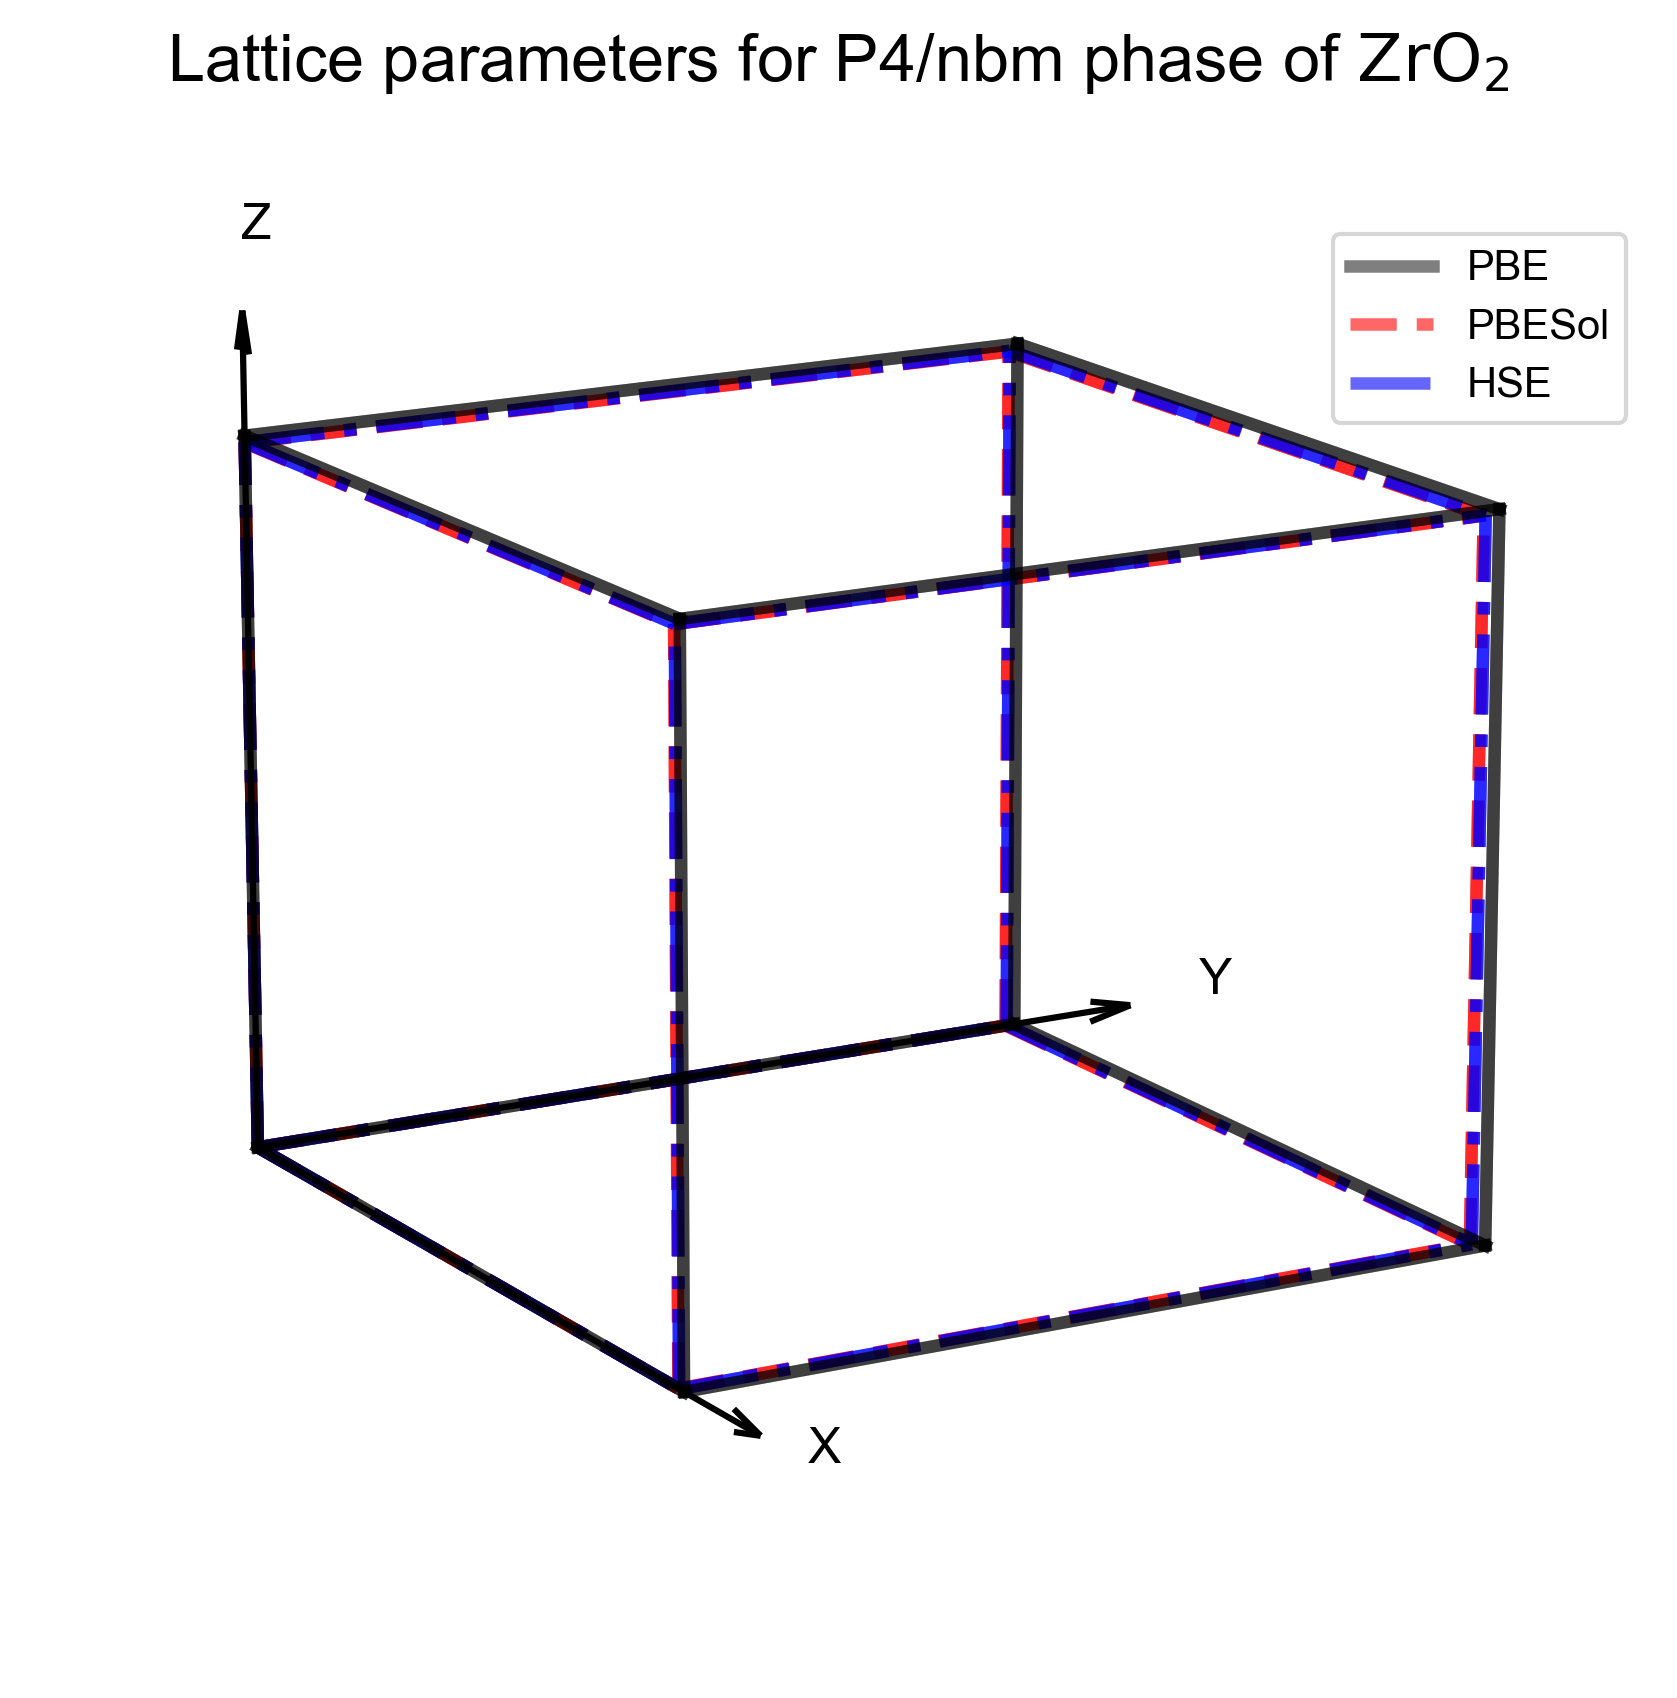 Lattice parameters for P4/nbm phase of ZrO₂
Z
PBE
PBESol
HSE
Y
X